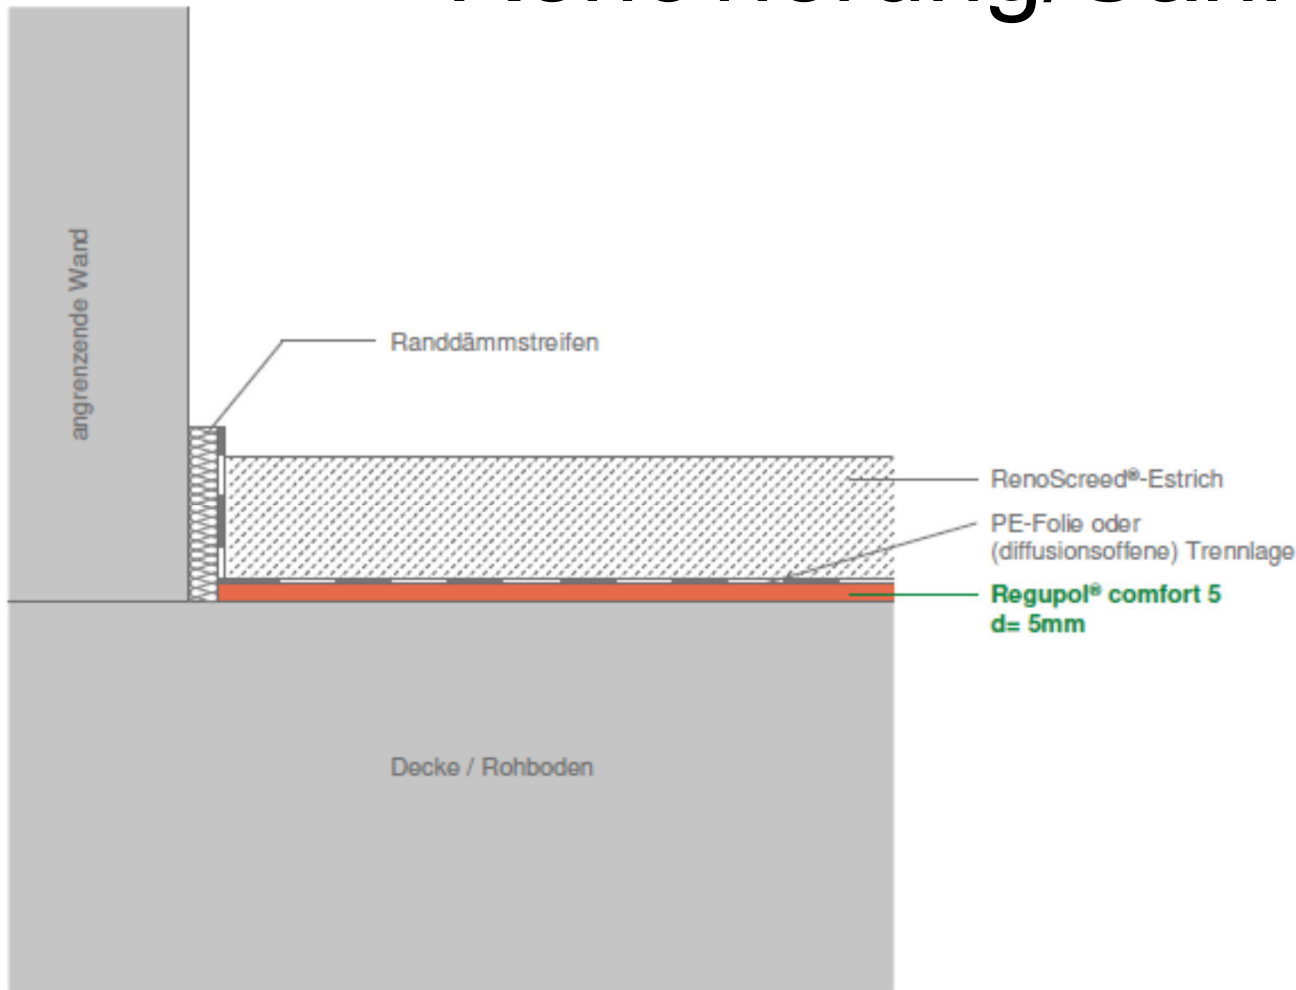 angrenzende Wand
Randdämmstreifen
RenoScreed®-Estrich
PE-Folie oder
(diffusionsoffene) Trennlage
Regupol® comfort 5
d= 5mm
Decke / Rohboden